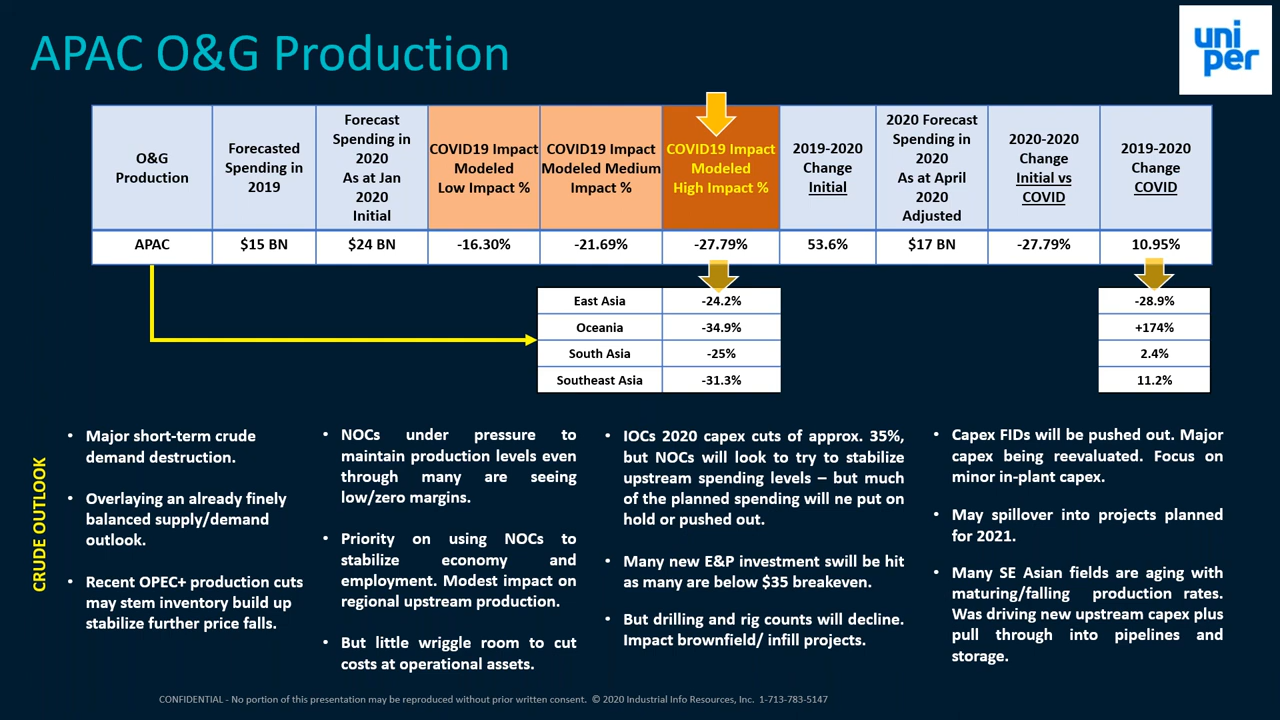 APAC O&G Production
uni
per
O&G
Production
Forecasted
Spending in
2019
Forecast
Spending in
2020
As at Jan
2020
Initial
COVID19 Impact
Modeled
Low Impact %
COVID19 Impact
Modeled Medium
Impact %
COVID19 Impact
Modeled
High Impact %
2019-2020
Change
Initial
2020 Forecast
Spending in
2020
As at April
2020
Adjusted
2020-2020
Change
Initial vs
COVID
2019-2020
Change
COVID
APAC
$15 BN
$24 BN
-16.30%
-21.69%
-27.79%
53.6%
$17 BN
-27.79%
10.95%
East Asia
-24.2%
-28.9%
Oceania
-34.9%
+174%
South Asia
-25%
2.4%
Southeast Asia
-31.3%
11.2%
CRUDE OUTLOOK
• Major short-term crude
demand destruction.
• Overlaying an already finely
balanced supply/demand
outlook.
• Recent OPEC+ production cuts
may stem inventory build up
stabilize further price falls.
• NOCs under pressure to
maintain production levels even
through many are seeing
low/zero margins.
• Priority on using NOCs to
stabilize economy and
employment. Modest impact on
regional upstream production.
• But little wriggle room to cut
costs at operational assets.
• IOCs 2020 capex cuts of approx. 35%,
but NOCs will look to try to stabilize
upstream spending levels – but much
of the planned spending will ne put on
hold or pushed out.
• Many new E&P investment swill be hit
as many are below $35 breakeven.
• But drilling and rig counts will decline.
Impact brownfield/ infill projects.
• Capex FIDs will be pushed out. Major
capex being reevaluated. Focus on
minor in-plant capex.
• May spillover into projects planned
for 2021.
• Many SE Asian fields are aging with
maturing/falling production rates.
Was driving new upstream capex plus
pull through into pipelines and
storage.
CONFIDENTIAL - No portion of this presentation may be reproduced without prior written consent. © 2020 Industrial Info Resources, Inc. 1-713-783-5147